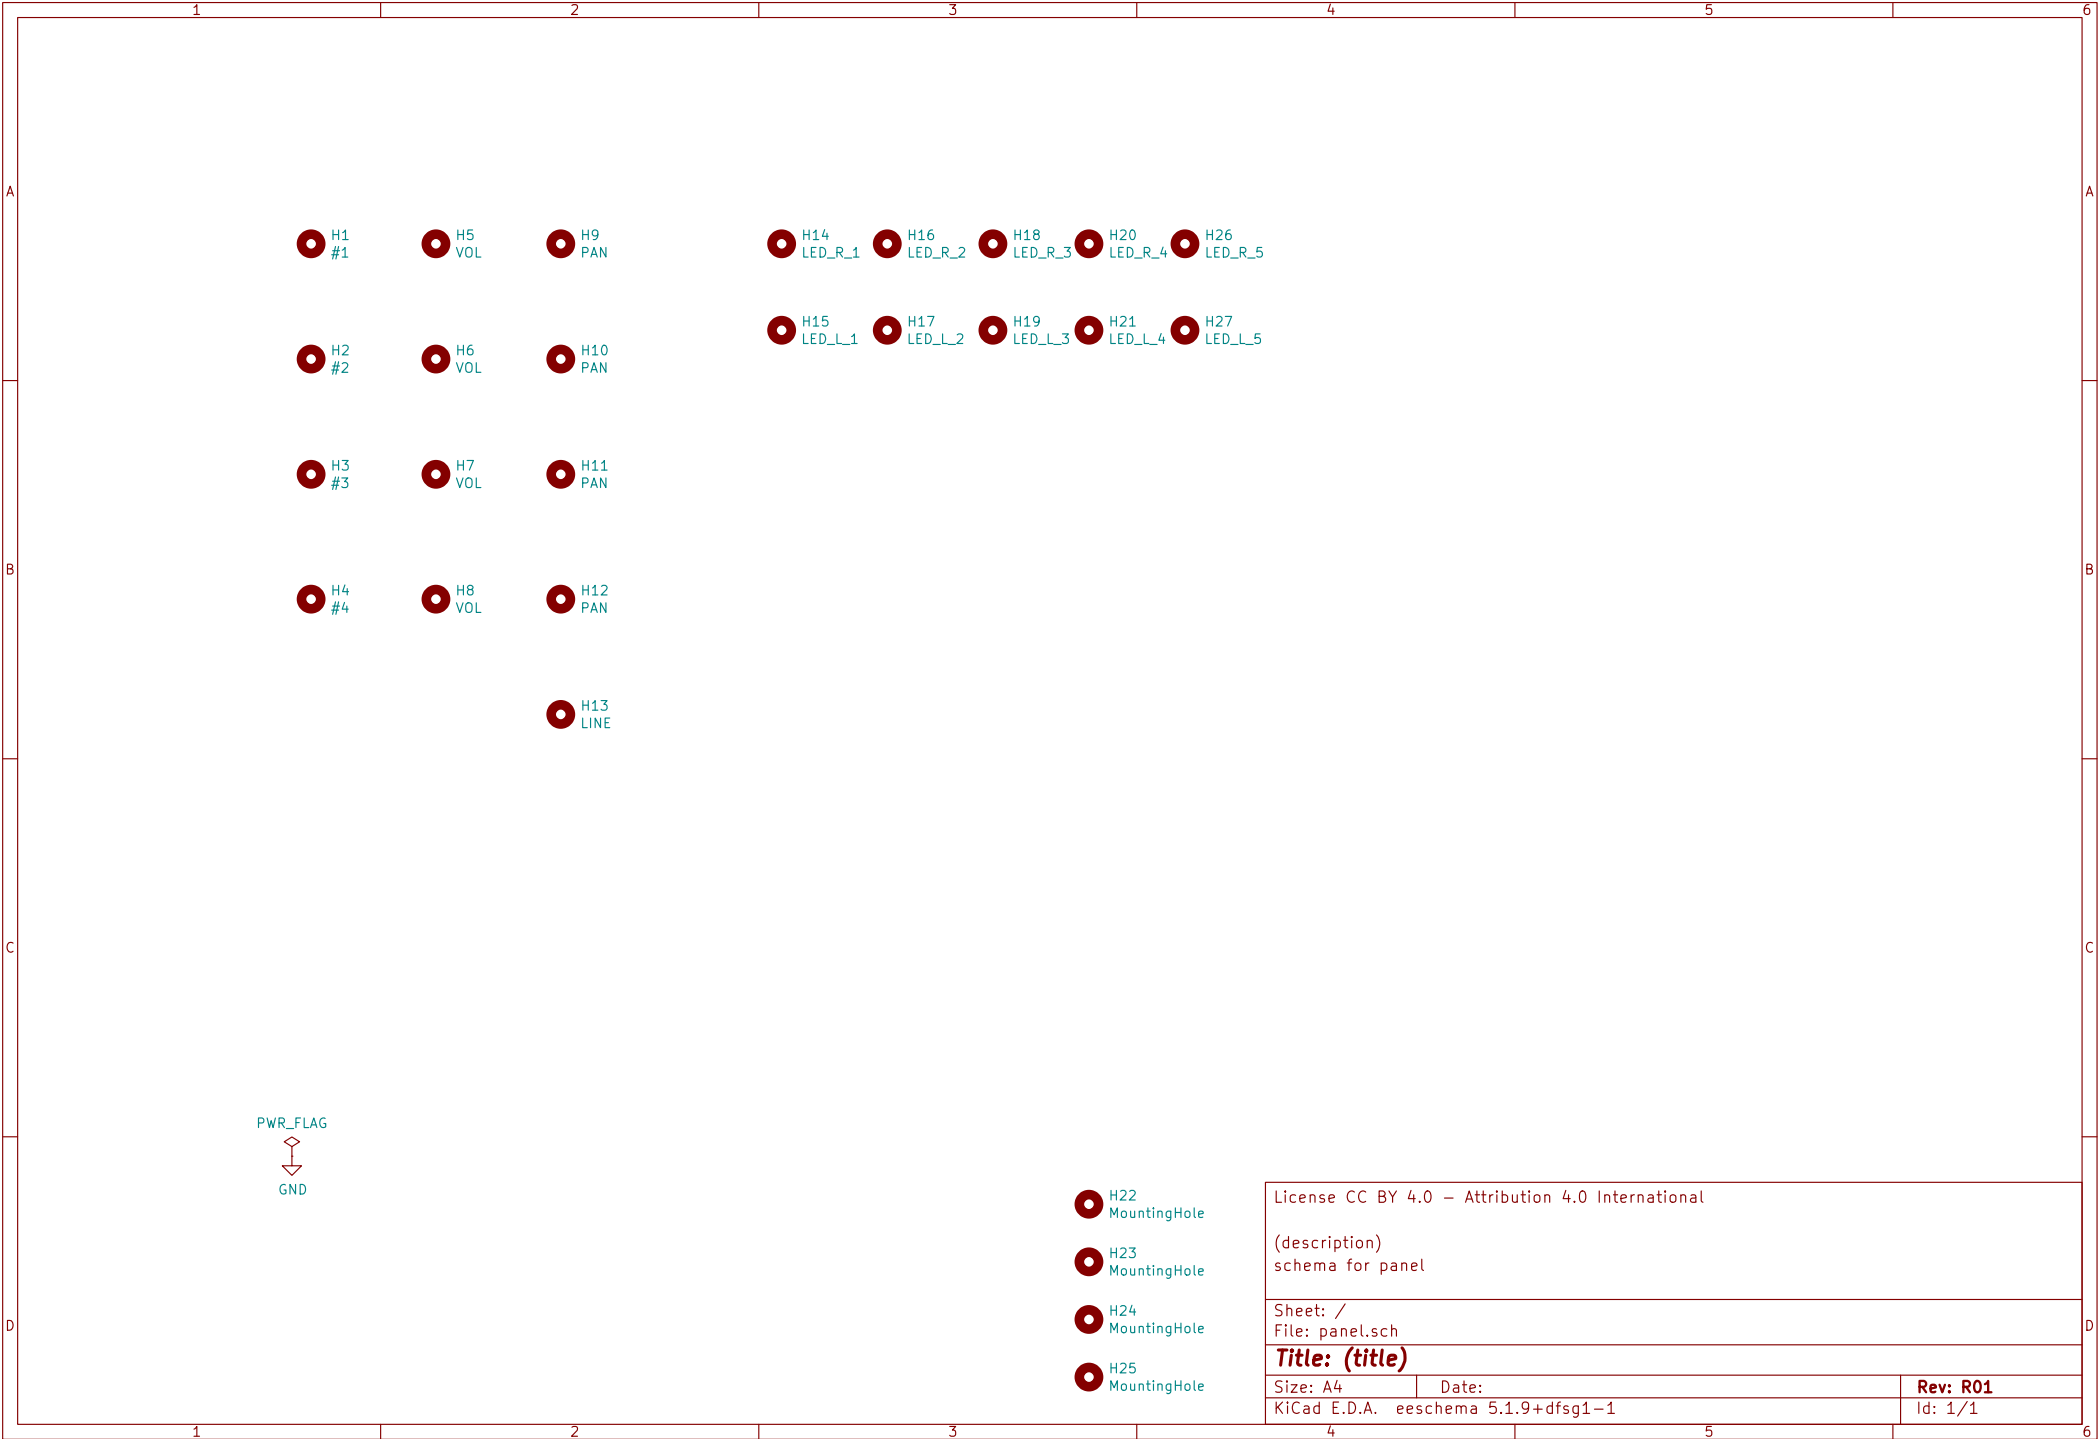 1 2 3 4 5 6
A A
H1 H5 H9 H14 H16 H18 H20 H26
#1 VOL PAN LED_R_1 LED_R_2 LED_R_3 LED_R_4 LED_R_5
H15 H17 H19 H21 H27
LED_L_1 LED_L_2 LED_L_3 LED_L_4 LED_L_5
H2 H6 H10
#2 VOL PAN
H3 H7 H11
#3 VOL PAN
B B
H4 H8 H12
#4 VOL PAN
H13
LINE
C C
PWR_FLAG
GND
H22
MountingHole
H23
MountingHole
H24
MountingHole
H25
MountingHole
License CC BY 4.0 - Attribution 4.0 International
(description)
schema for panel
Sheet: /
File: panel.sch
D D
Title: (title)
Size: A4 Date: Rev: R01
KiCad E.D.A. eeschema 5.1.9+dfsg1-1 Id: 1/1
1 2 3 4 5 6